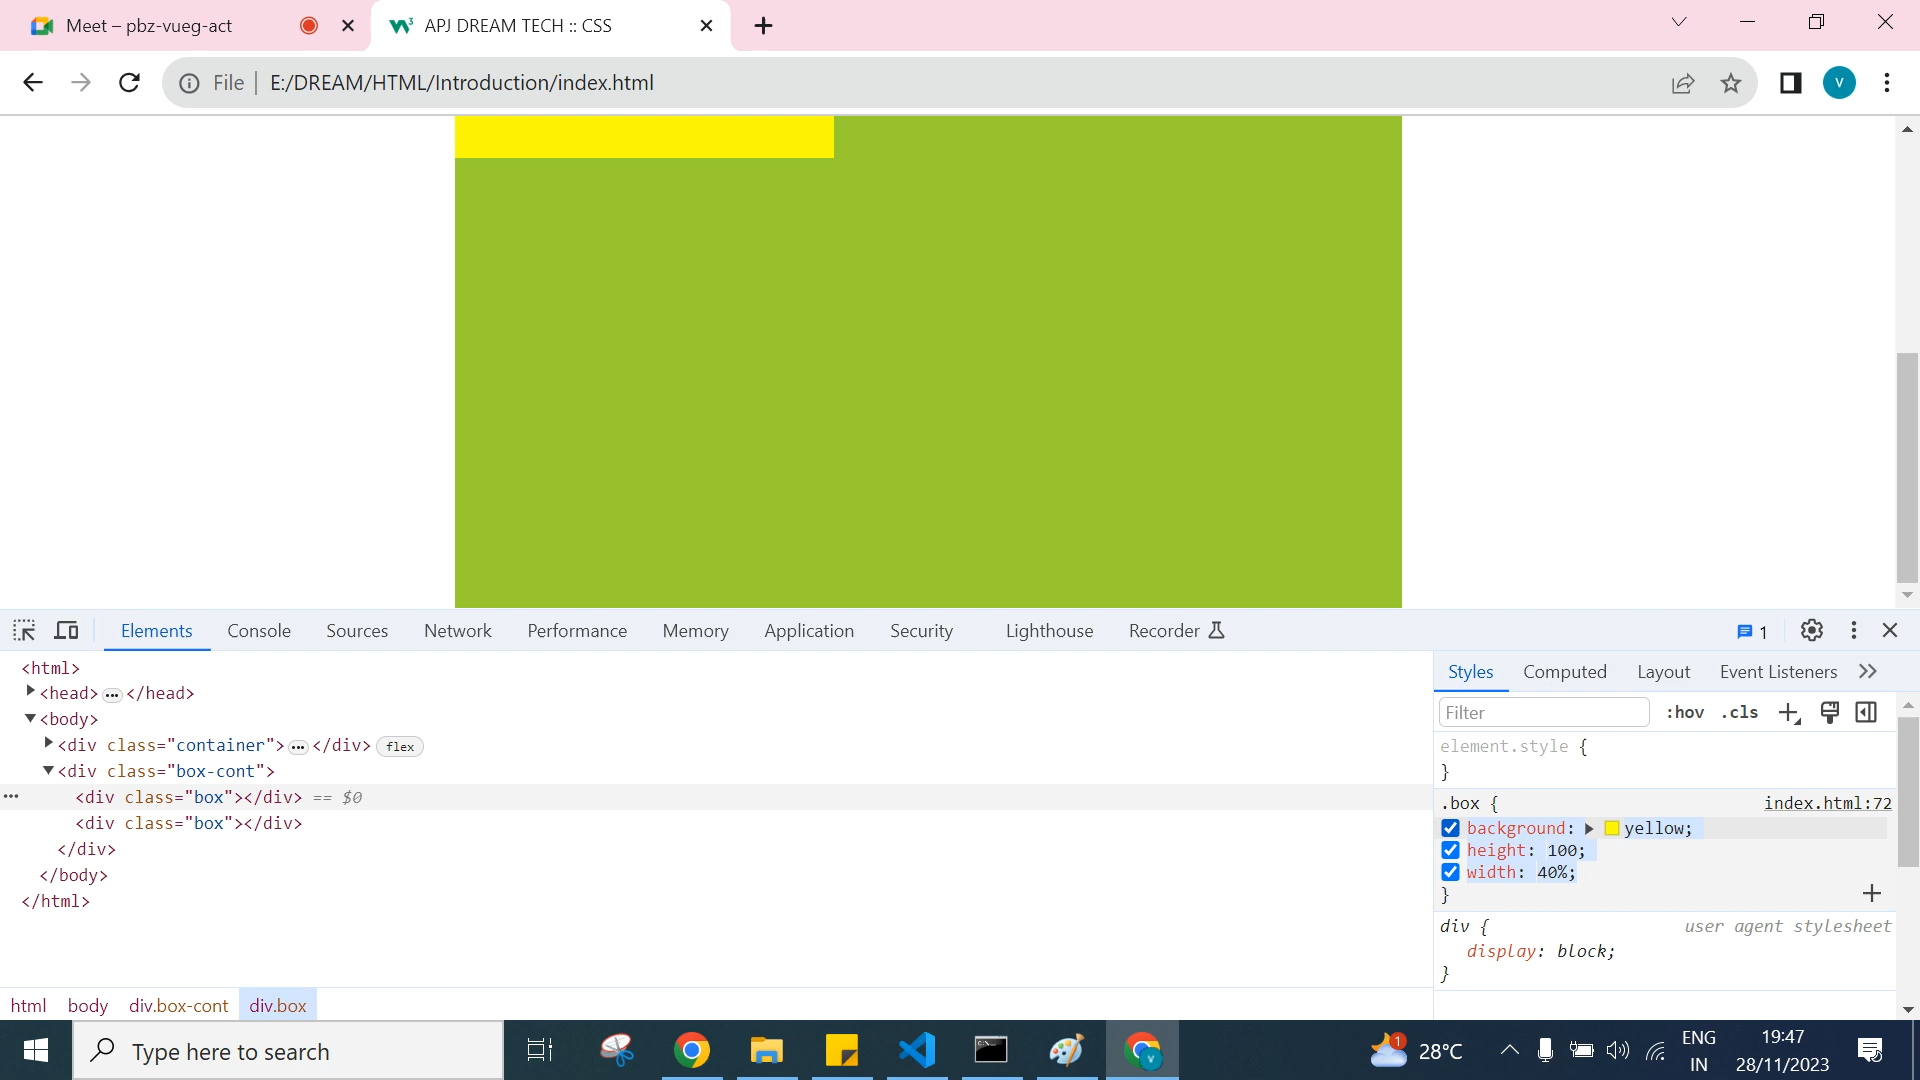 Meet – pbz-vueg-act
APJ DREAM TECH :: CSS
File
E:/DREAM/HTML/Introduction/index.html
V
Elements
Console
Sources
Network
Performance
Memory
Application
Security
Lighthouse
Recorder
1
<html>
<head> ••• </head>
<body>
<div class="container"> ••• </div> flex
<div class="box-cont">
<div class="box"></div> == $0
<div class="box"></div>
</div>
</body>
</html>
html body div.box-cont div.box
Styles Computed Layout Event Listeners
Filter :hov .cls
element.style {
}
.box { index.html:72
background: yellow;
height: 100;
width: 40%;
}
div { user agent stylesheet
display: block;
}
Type here to search
V
1
28°C
ENG
IN
19:47
28/11/2023